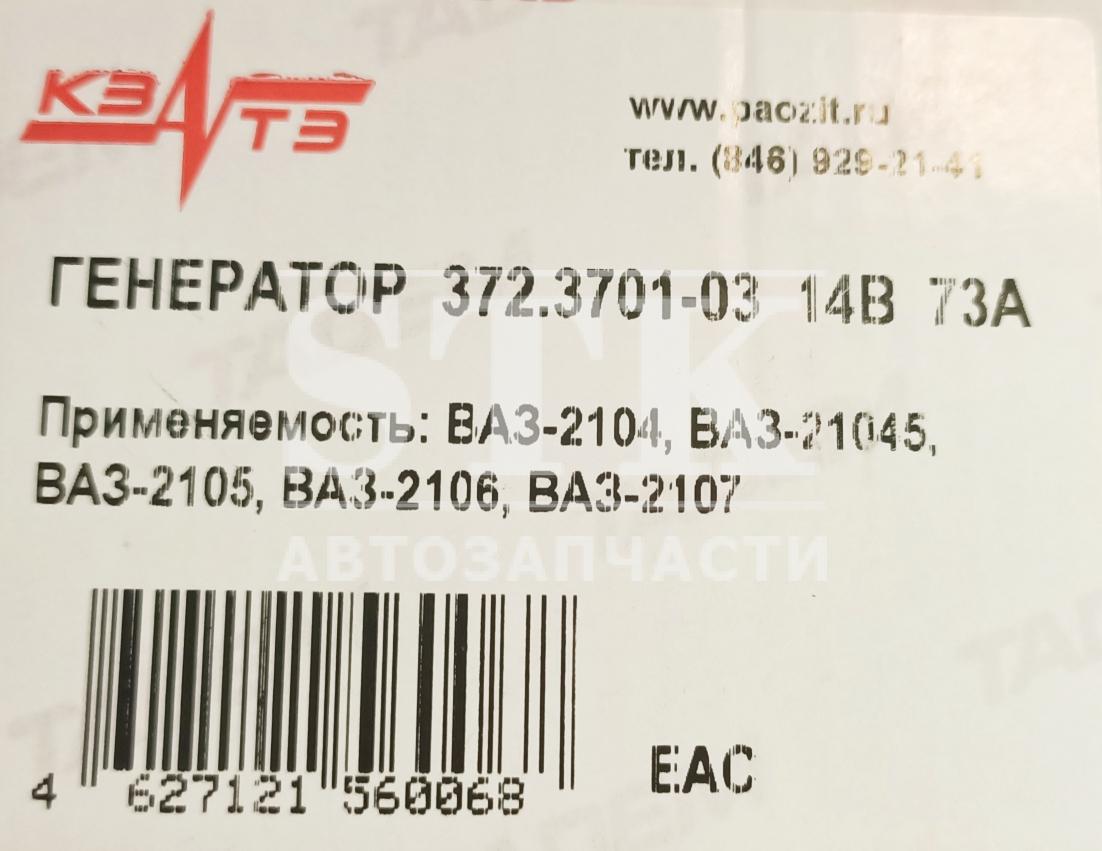 КЗАТЭ
www.paozit.ru
тел. (846) 929-21-41
ГЕНЕРАТОР 372.3701-03 14В 73А
Применяемость: ВАЗ-2104, ВАЗ-21045,
ВАЗ-2105, ВАЗ-2106, ВАЗ-2107
STK
АВТОЗАПЧАСТИ
4 627121 560068
EAC